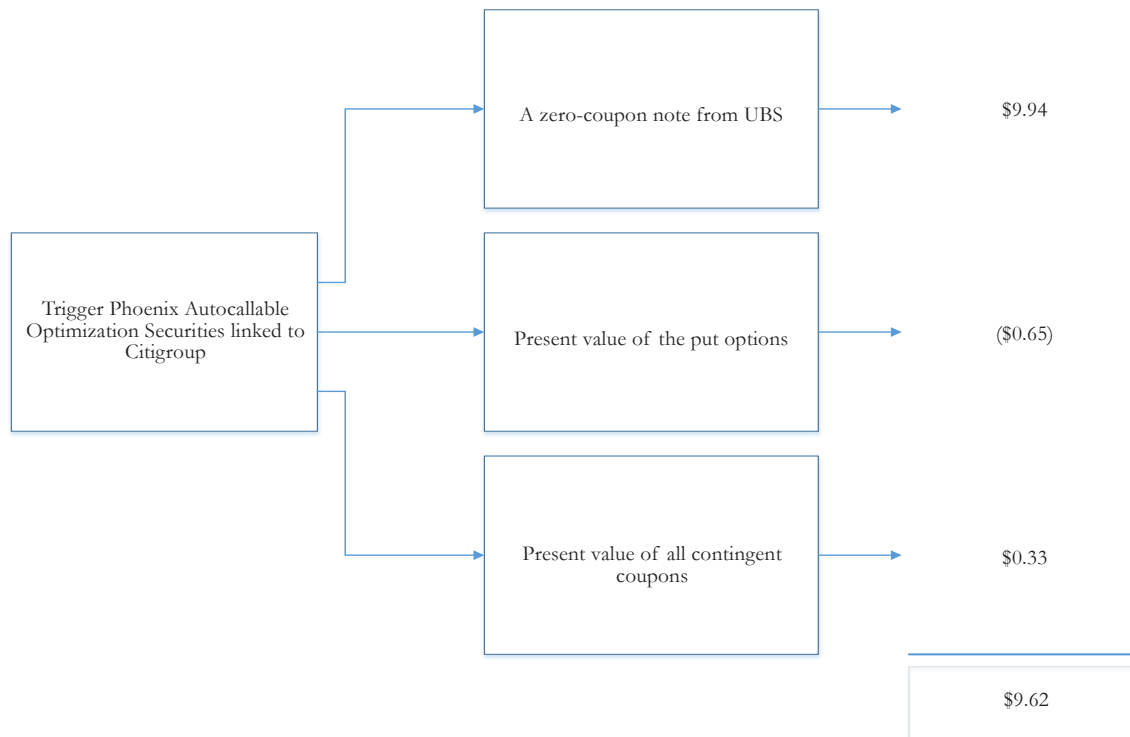 A zero-coupon note from UBS
$9.94
Trigger Phoenix Autocallable
Optimization Securities linked to
Citigroup
Present value of the put options
($0.65)
Present value of all contingent
coupons
$0.33
$9.62